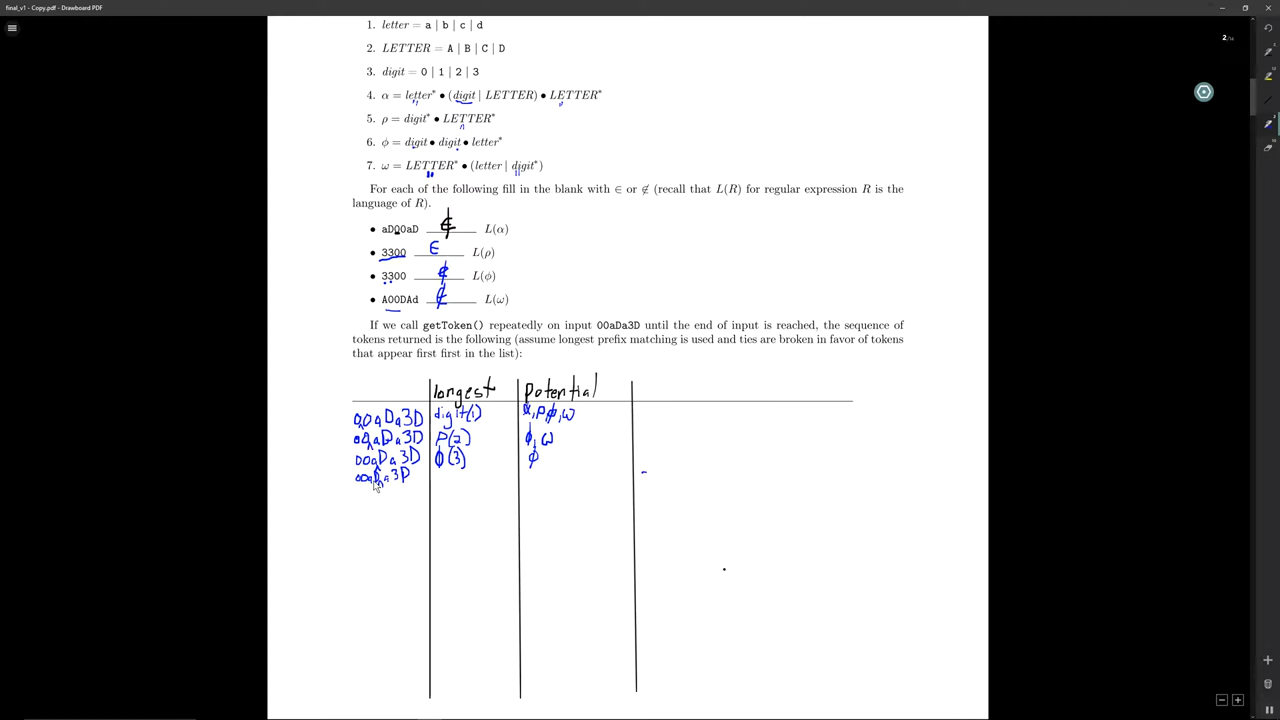 final_v1 - Copy.pdf - Drawboard PDF
2/14
1. letter = a | b | c | d
2. LETTER = A | B | C | D
3. digit = 0 | 1 | 2 | 3
4. α = letter* • (digit | LETTER) • LETTER*
5. ρ = digit* • LETTER*
6. ϕ = digit • digit • letter*
7. ω = LETTER* • (letter | digit*)
For each of the following fill in the blank with ∈ or ∉ (recall that L(R) for regular expression R is the
language of R).
• aD00aD ∉ L(α)
• 3300 ∈ L(ρ)
• 3300 ∉ L(ϕ)
• A00DAd ∉ L(ω)
If we call getToken() repeatedly on input 00aDa3D until the end of input is reached, the sequence of
tokens returned is the following (assume longest prefix matching is used and ties are broken in favor of tokens
that appear first first in the list):
longest potential
00aDa3D digit(1) α, ρ, ϕ, ω
00aDa3D ρ(2) ϕ, ω
00aDa3D ϕ(3) ϕ
00aDa3D